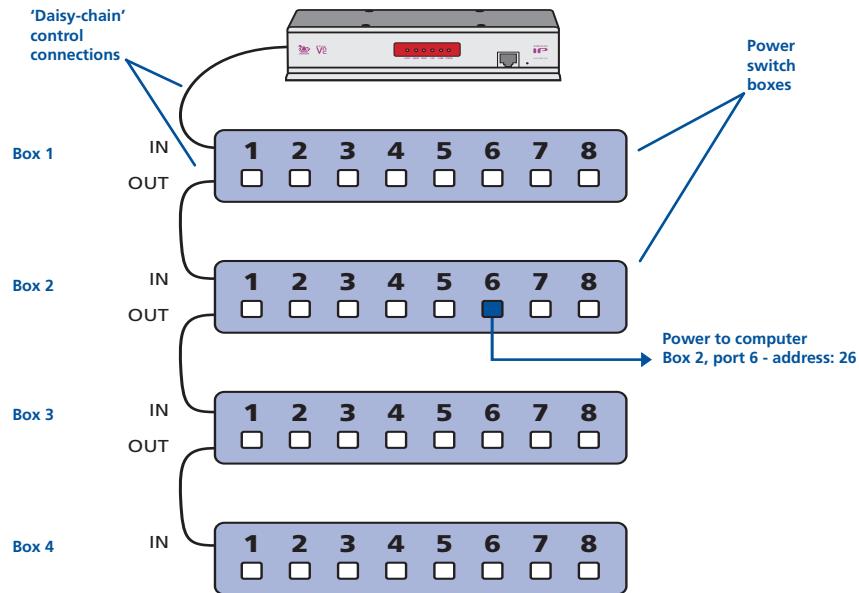 ‘Daisy-chain’
control
connections
Power
switch
boxes
Box 1
IN
OUT
1 2 3 4 5 6 7 8
Box 2
IN
OUT
1 2 3 4 5 6 7 8
Power to computer
Box 2, port 6 - address: 26
Box 3
IN
OUT
1 2 3 4 5 6 7 8
Box 4
IN
1 2 3 4 5 6 7 8